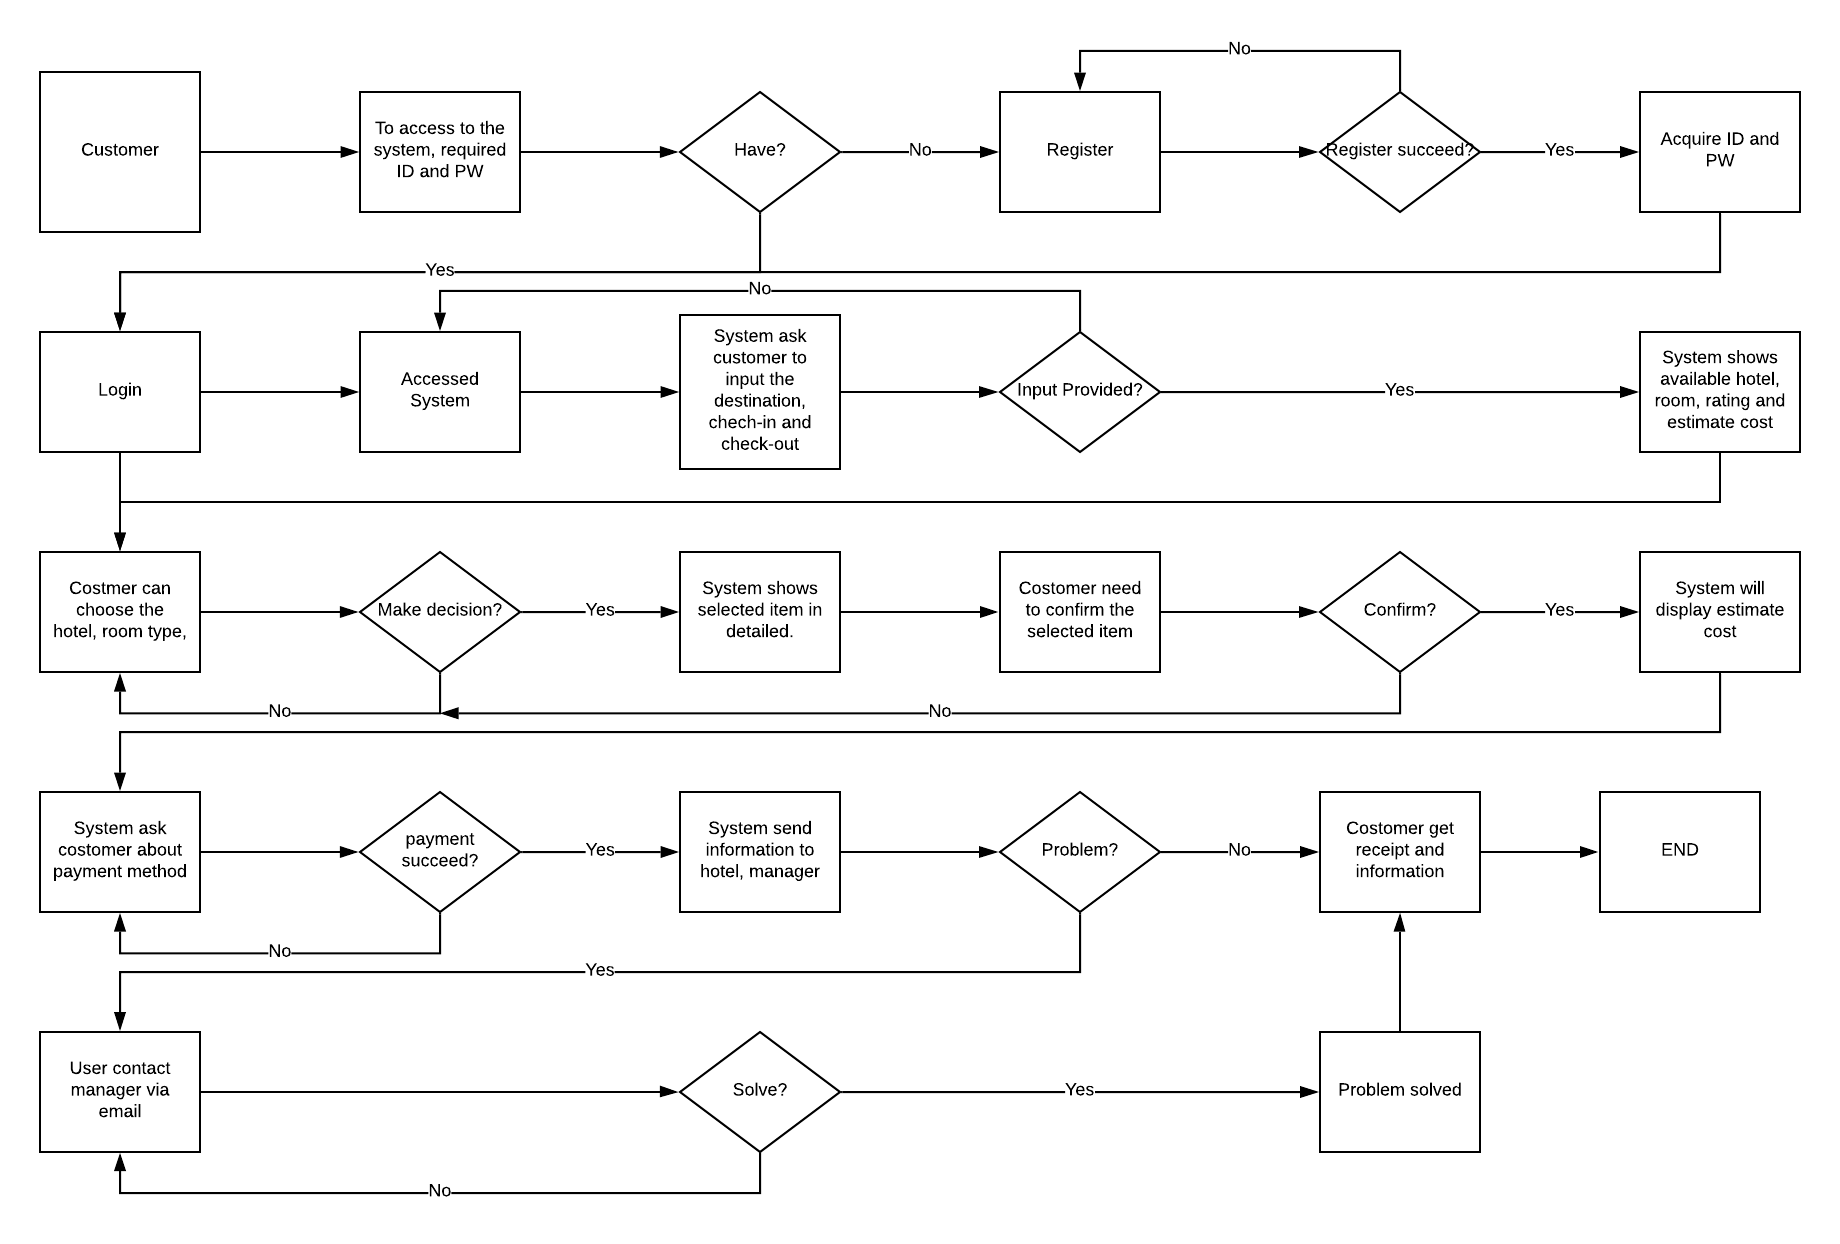 No
Customer
To access to the
system, required
ID and PW
Have?
No
Register
Register succeed?
Yes
Acquire ID and
PW
Yes
No
Login
Accessed
System
System ask
customer to
input the
destination,
chech-in and
check-out
Input Provided?
Yes
System shows
available hotel,
room, rating and
estimate cost
Costmer can
choose the
hotel, room type,
Make decision?
Yes
System shows
selected item in
detailed.
Costomer need
to confirm the
selected item
Confirm?
Yes
System will
display estimate
cost
No
No
System ask
costomer about
payment method
payment
succeed?
Yes
System send
information to
hotel, manager
Problem?
No
Costomer get
receipt and
information
END
No
Yes
User contact
manager via
email
Solve?
Yes
Problem solved
No